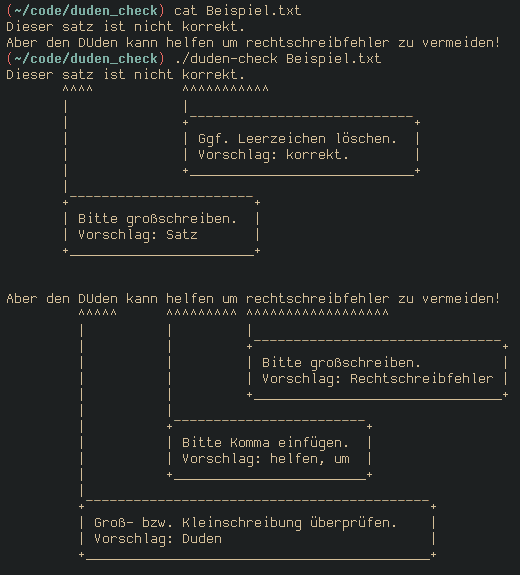 (~/code/duden_check) cat Beispiel.txt
Dieser satz ist nicht korrekt.
Aber den DUden kann helfen um rechtschreibfehler zu vermeiden!
(~/code/duden_check) ./duden-check Beispiel.txt
Dieser satz ist nicht korrekt.
Ggf. Leerzeichen löschen.
Vorschlag: korrekt.
Bitte großschreiben.
Vorschlag: Satz
Aber den DUden kann helfen um rechtschreibfehler zu vermeiden!
Bitte großschreiben.
Vorschlag: Rechtschreibfehler
Bitte Komma einfügen.
Vorschlag: helfen, um
Groß- bzw. Kleinschreibung überprüfen.
Vorschlag: Duden